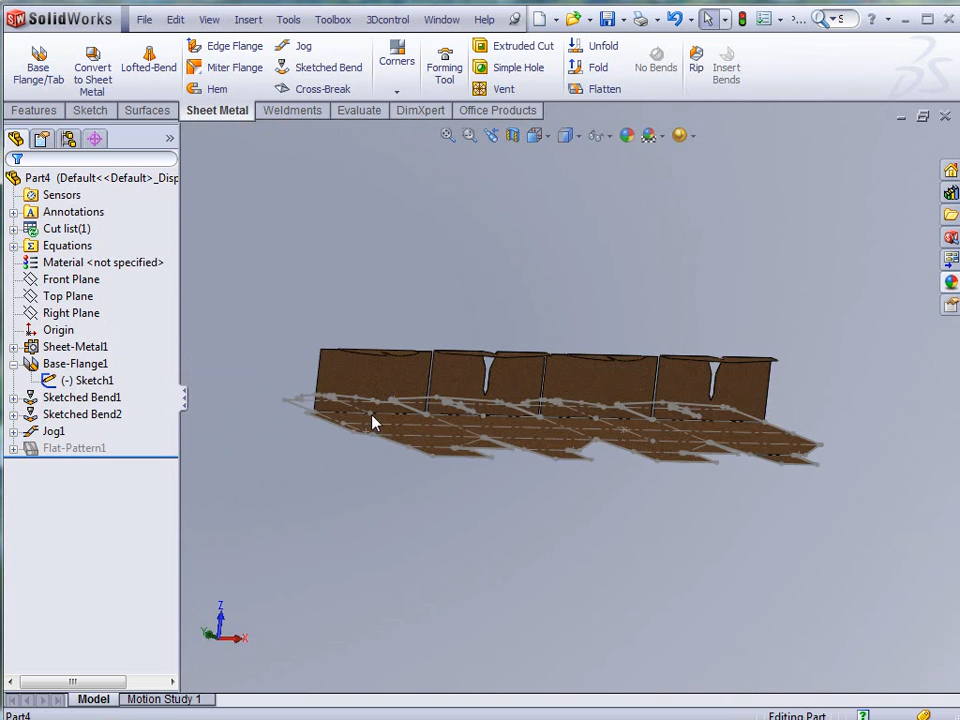 SolidWorks File Edit View Insert Tools Toolbox 3Dcontrol Window Help S
Base Flange/Tab
Convert to Sheet Metal
Lofted-Bend
Edge Flange
Miter Flange
Hem
Jog
Sketched Bend
Cross-Break
Corners
Forming Tool
Extruded Cut
Simple Hole
Vent
Unfold
Fold
Flatten
No Bends
Rip
Insert Bends
Features Sketch Surfaces Sheet Metal Weldments Evaluate DimXpert Office Products
Part4 (Default<<Default>_Disp
Sensors
Annotations
Cut list(1)
Equations
Material <not specified>
Front Plane
Top Plane
Right Plane
Origin
Sheet-Metal1
Base-Flange1
(-) Sketch1
Sketched Bend1
Sketched Bend2
Jog1
Flat-Pattern1
Z
Y
X
Model Motion Study 1
Part4 Editing Part